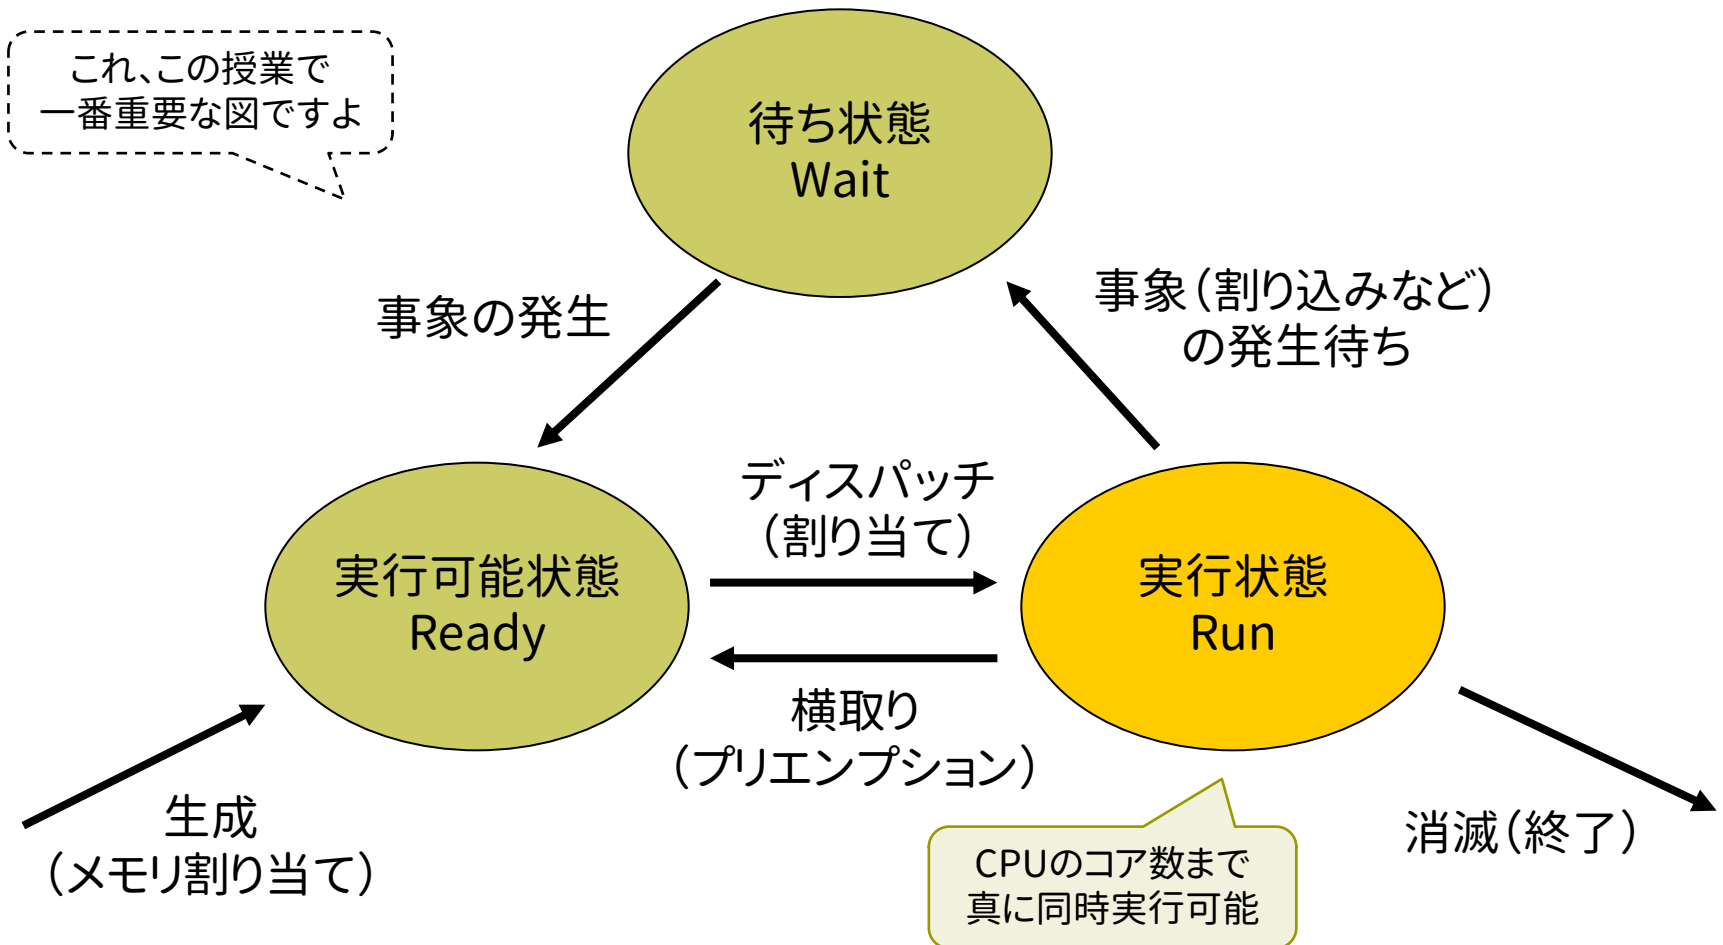 これ、この授業で
一番重要な図ですよ
待ち状態
Wait
事象の発生
事象（割り込みなど）
の発生待ち
ディスパッチ
（割り当て）
実行可能状態
Ready
実行状態
Run
横取り
（プリエンプション）
生成
（メモリ割り当て）
消滅（終了）
CPUのコア数まで
真に同時実行可能